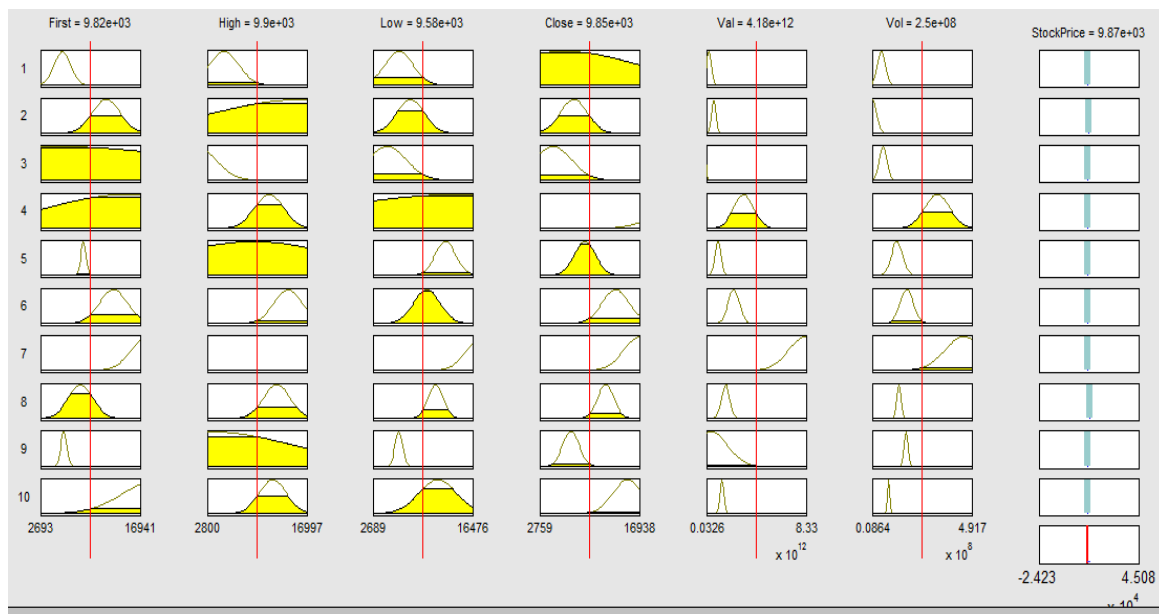 First = 9.82e+03 High = 9.9e+03 Low = 9.58e+03 Close = 9.85e+03 Val = 4.18e+12 Vol = 2.5e+08 StockPrice = 9.87e+03
1
2
3
4
5
6
7
8
9
10
2693 16941 2800 16997 2689 16476 2759 16938 0.0326 8.33 0.0864 4.917
x 10^12 x 10^8
-2.423 4.508
x 10^4